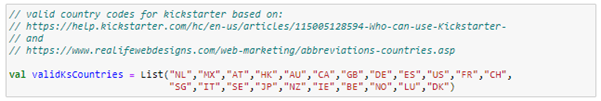 // valid country codes for kickstarter based on:
// https://help.kickstarter.com/hc/en-us/articles/115005128594-Who-can-use-Kickstarter-
// and
// https://www.realifewebdesigns.com/web-marketing/abbreviations-countries.asp
val validKsCountries = List("NL","MX","AT","HK","AU","CA","GB","DE","ES","US","FR","CH",
"SG","IT","SE","JP","NZ","IE","BE","NO","LU","DK")